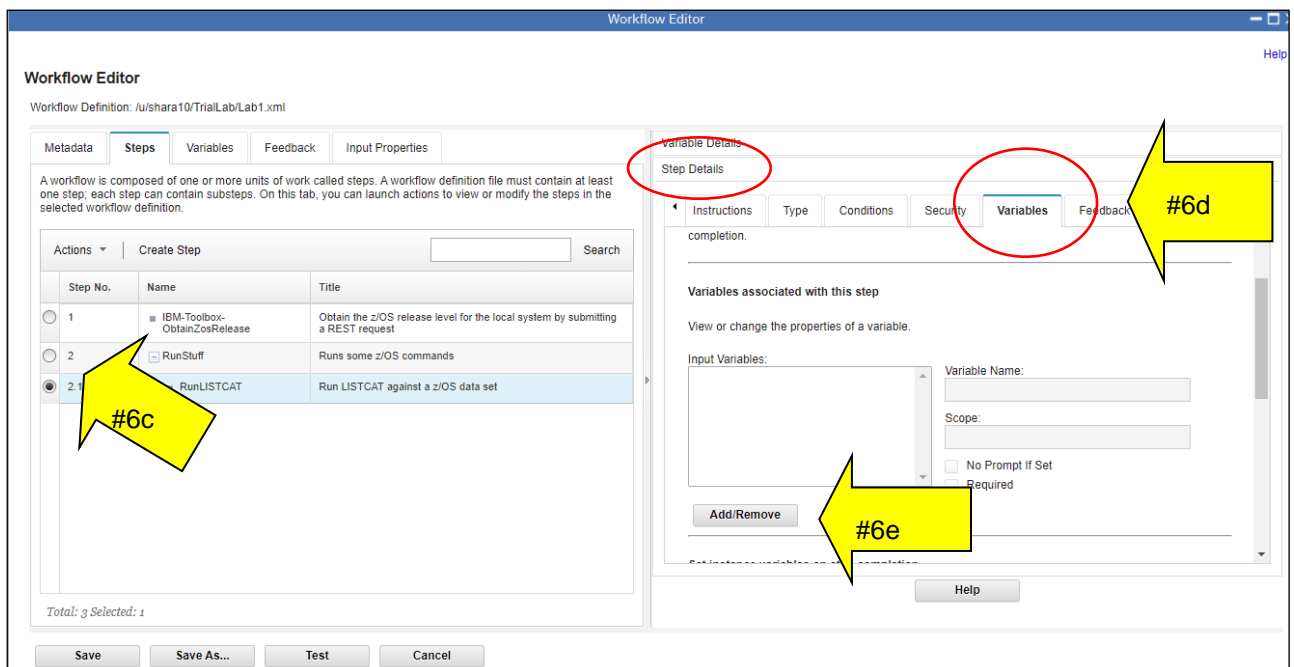 Workflow Editor
Help
Workflow Editor
Workflow Definition: /u/shara10/TrialLab/Lab1.xml
Metadata Steps Variables Feedback Input Properties
A workflow is composed of one or more units of work called steps. A workflow definition file must contain at least
one step; each step can contain substeps. On this tab, you can launch actions to view or modify the steps in the
selected workflow definition.
Actions Create Step Search
Step No. Name Title
1 IBM-Toolbox-
ObtainZosRelease
Obtain the z/OS release level for the local system by submitting
a REST request
2 RunStuff Runs some z/OS commands
2.1 RunLISTCAT Run LISTCAT against a z/OS data set
#6c
Total: 3 Selected: 1
Save Save As... Test Cancel
Variable Details
Step Details
Instructions Type Conditions Security Variables Feedback
#6d
completion.
Variables associated with this step
View or change the properties of a variable.
Input Variables:
Variable Name:
Scope:
No Prompt If Set
Required
Add/Remove
#6e
Help